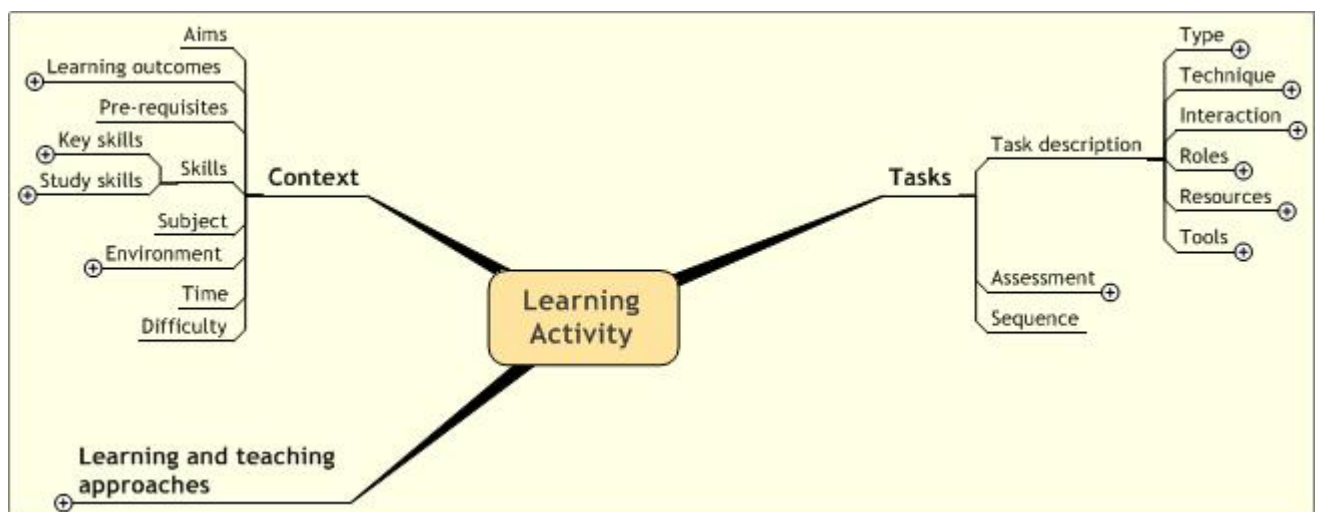 Aims
Learning outcomes
Pre-requisites
Key skills
Study skills
Skills
Subject
Environment
Time
Difficulty
Context
Learning
Activity
Learning and teaching
approaches
Tasks
Task description
Type
Technique
Interaction
Roles
Resources
Tools
Assessment
Sequence